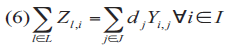 (6) ∑_{l∈L} Z_{l,i} = ∑_{j∈J} d_j Y_{i,j} ∀i∈I